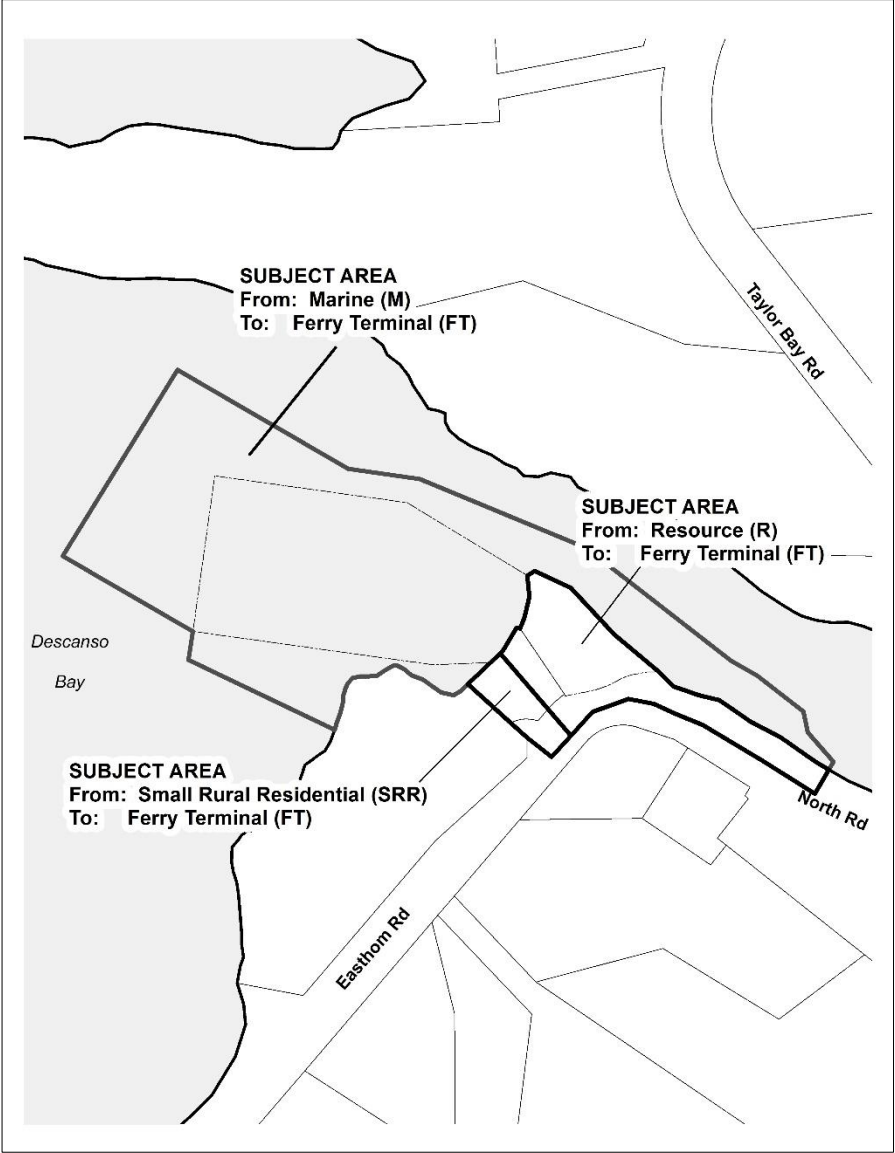 SUBJECT AREA
From: Marine (M)
To: Ferry Terminal (FT)
Taylor Bay Rd
SUBJECT AREA
From: Resource (R)
To: Ferry Terminal (FT)
Descanso
Bay
SUBJECT AREA
From: Small Rural Residential (SRR)
To: Ferry Terminal (FT)
North Rd
Easthom Rd